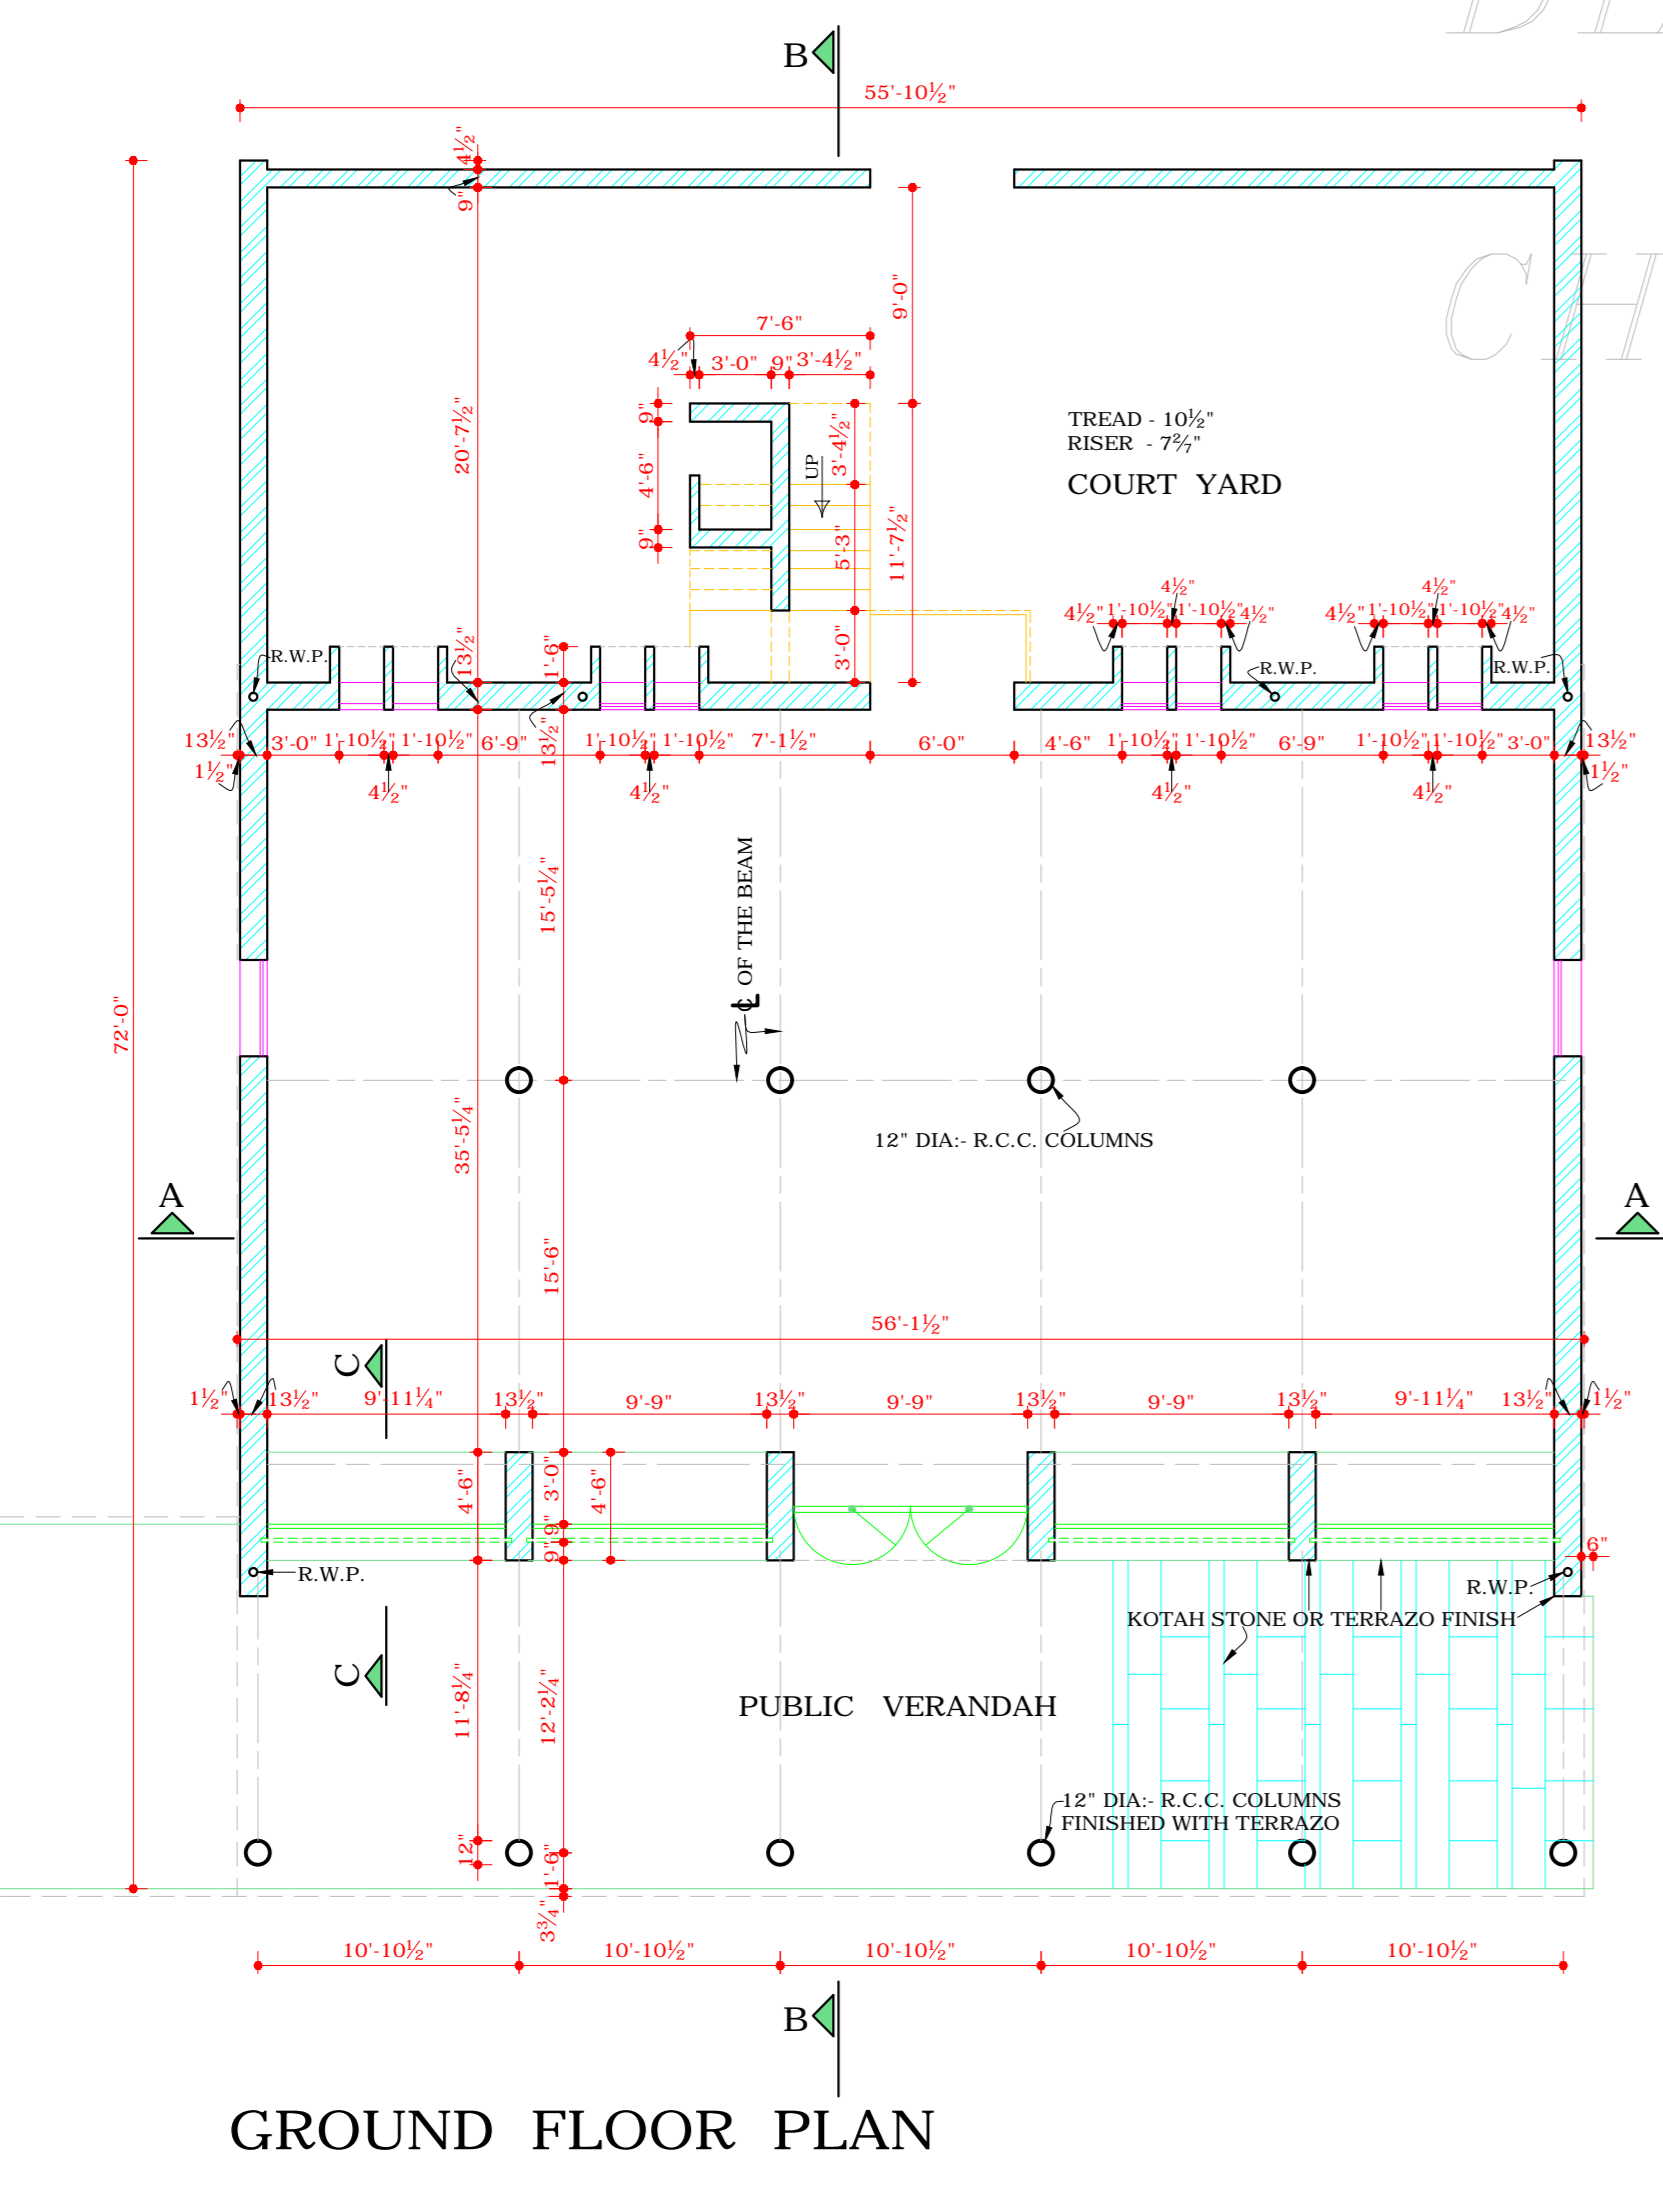 B
55'-10½"
4½"
9"
9'-0"
7'-6"
4½" 3'-0" 9" 3'-4½"
20'-7½"
9"
4'-6"
9"
UP
3'-4½"
5'-3"
3'-0"
11'-7½"
TREAD - 10½"
RISER - 7²⁄₇"
COURT YARD
4½" 4½"
4½" 1'-10½" 1'-10½" 4½" 4½" 1'-10½" 1'-10½" 4½"
13½" 1'-6"
R.W.P. R.W.P. R.W.P.
13½" 3'-0" 1'-10½" 1'-10½" 6'-9" 13½" 1'-10½" 1'-10½" 7'-1½" 6'-0" 4'-6" 1'-10½" 1'-10½" 6'-9" 1'-10½" 1'-10½" 3'-0" 13½"
1½" 4½" 4½" 4½" 4½" 1½"
15'-5¼"
℄ OF THE BEAM
72'-0"
35'-5¼"
12" DIA:- R.C.C. COLUMNS
A A
15'-6"
56'-1½"
C
1½" 13½" 9'-11¼" 13½" 9'-9" 13½" 9'-9" 13½" 9'-9" 13½" 9'-11¼" 13½" 1½"
4'-6" 3'-0" 4'-6"
9"
9"
6"
R.W.P. R.W.P.
KOTAH STONE OR TERRAZO FINISH
C
11'-8¼" 12'-2¼"
PUBLIC VERANDAH
12" DIA:- R.C.C. COLUMNS
FINISHED WITH TERRAZO
12" 1'-6"
3¾"
10'-10½" 10'-10½" 10'-10½" 10'-10½" 10'-10½"
B
GROUND FLOOR PLAN